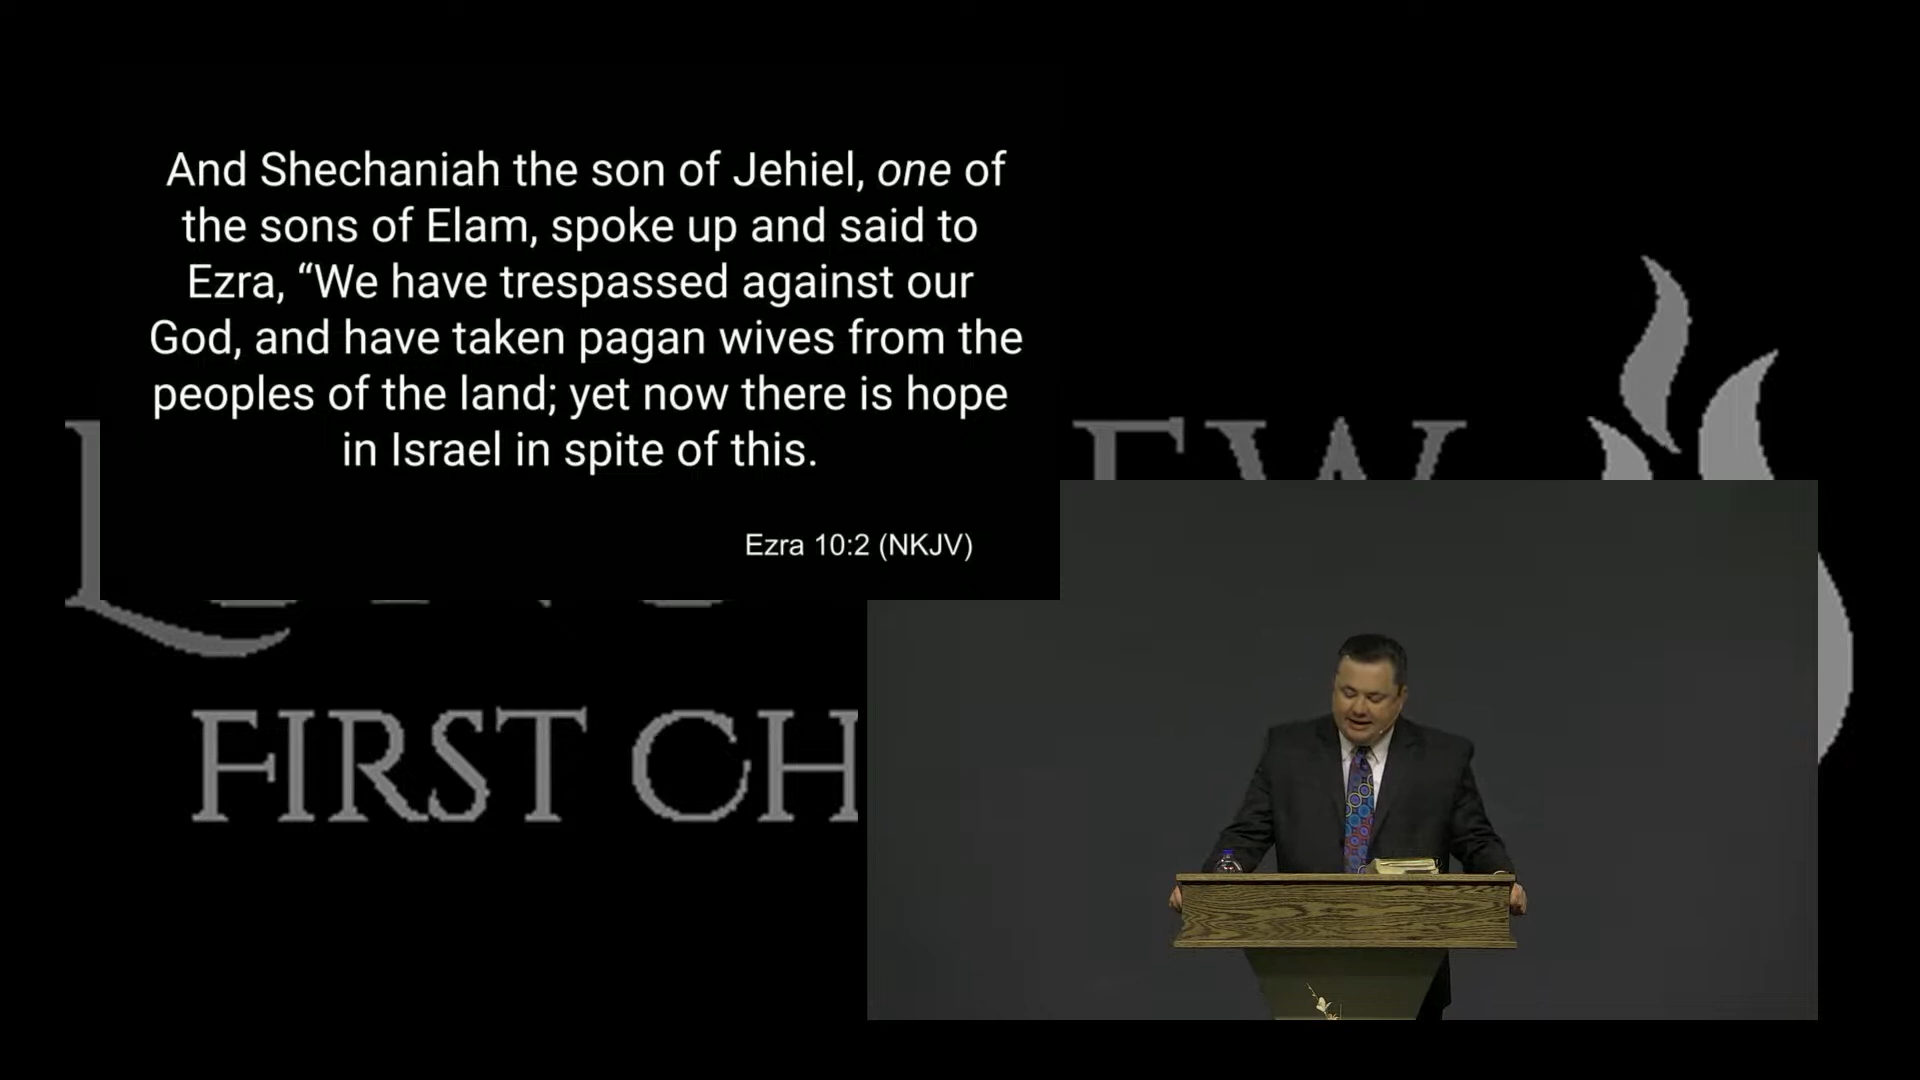 And Shechaniah the son of Jehiel, one of
the sons of Elam, spoke up and said to
Ezra, “We have trespassed against our
God, and have taken pagan wives from the
peoples of the land; yet now there is hope
in Israel in spite of this.
Ezra 10:2 (NKJV)
FIRST